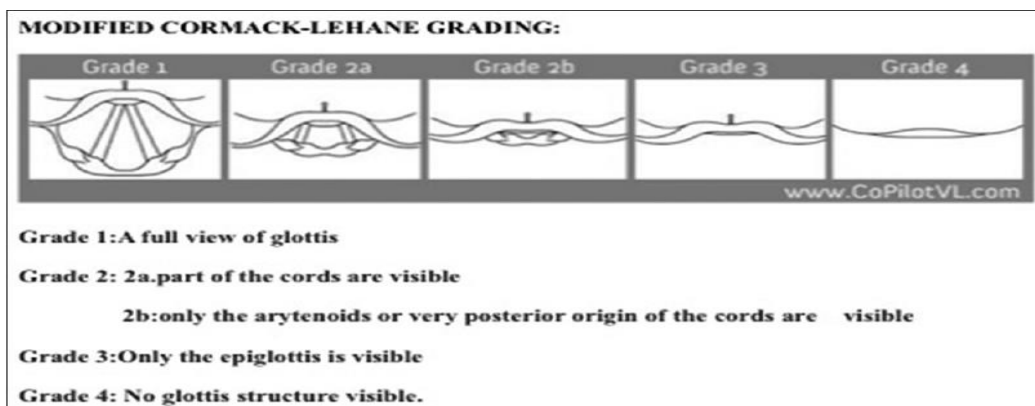 MODIFIED CORMACK-LEHANE GRADING:
Grade 1 Grade 2a Grade 2b Grade 3 Grade 4
www.CoPilotVL.com
Grade 1:A full view of glottis
Grade 2: 2a.part of the cords are visible
2b:only the arytenoids or very posterior origin of the cords are visible
Grade 3:Only the epiglottis is visible
Grade 4: No glottis structure visible.